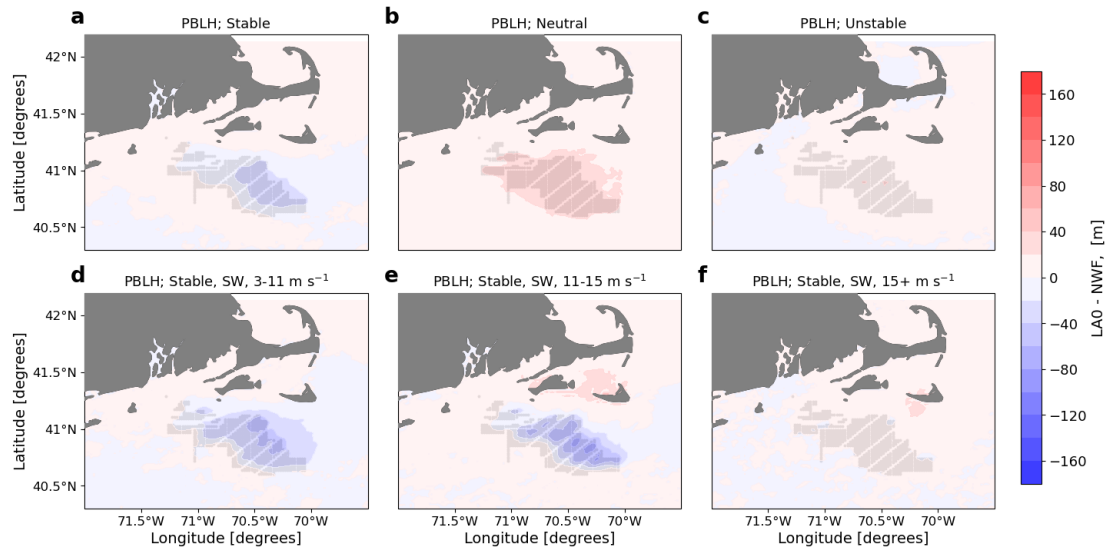 a PBLH; Stable
b PBLH; Neutral
c PBLH; Unstable
42°N
41.5°N
41°N
40.5°N
Latitude [degrees]
d PBLH; Stable, SW, 3-11 m s⁻¹
e PBLH; Stable, SW, 11-15 m s⁻¹
f PBLH; Stable, SW, 15+ m s⁻¹
42°N
41.5°N
41°N
40.5°N
Latitude [degrees]
71.5°W 71°W 70.5°W 70°W
71.5°W 71°W 70.5°W 70°W
71.5°W 71°W 70.5°W 70°W
Longitude [degrees]
Longitude [degrees]
Longitude [degrees]
160
120
80
40
0
−40
−80
−120
−160
LA0 - NWF, [m]